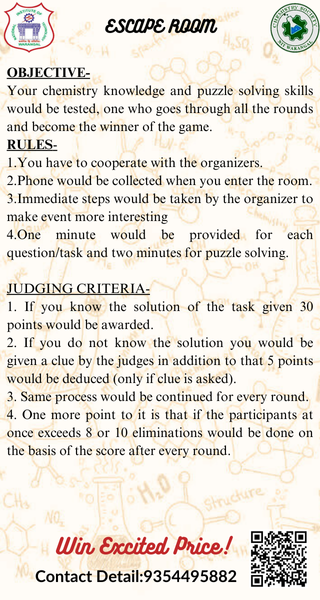 ESCAPE ROOM
OBJECTIVE-
Your chemistry knowledge and puzzle solving skills
would be tested, one who goes through all the rounds
and become the winner of the game.
RULES-
1.You have to cooperate with the organizers.
2.Phone would be collected when you enter the room.
3.Immediate steps would be taken by the organizer to
make event more interesting
4.One minute would be provided for each
question/task and two minutes for puzzle solving.
JUDGING CRITERIA-
1. If you know the solution of the task given 30
points would be awarded.
2. If you do not know the solution you would be
given a clue by the judges in addition to that 5 points
would be deducted (only if clue is asked).
3. Same process would be continued for every round.
4. One more point to it is that if the participants at
once exceeds 8 or 10 eliminations would be done on
the basis of the score after every round.
CH₃
NO₂
H₂O
Structure
Win Excited Price!
Contact Detail:9354495882